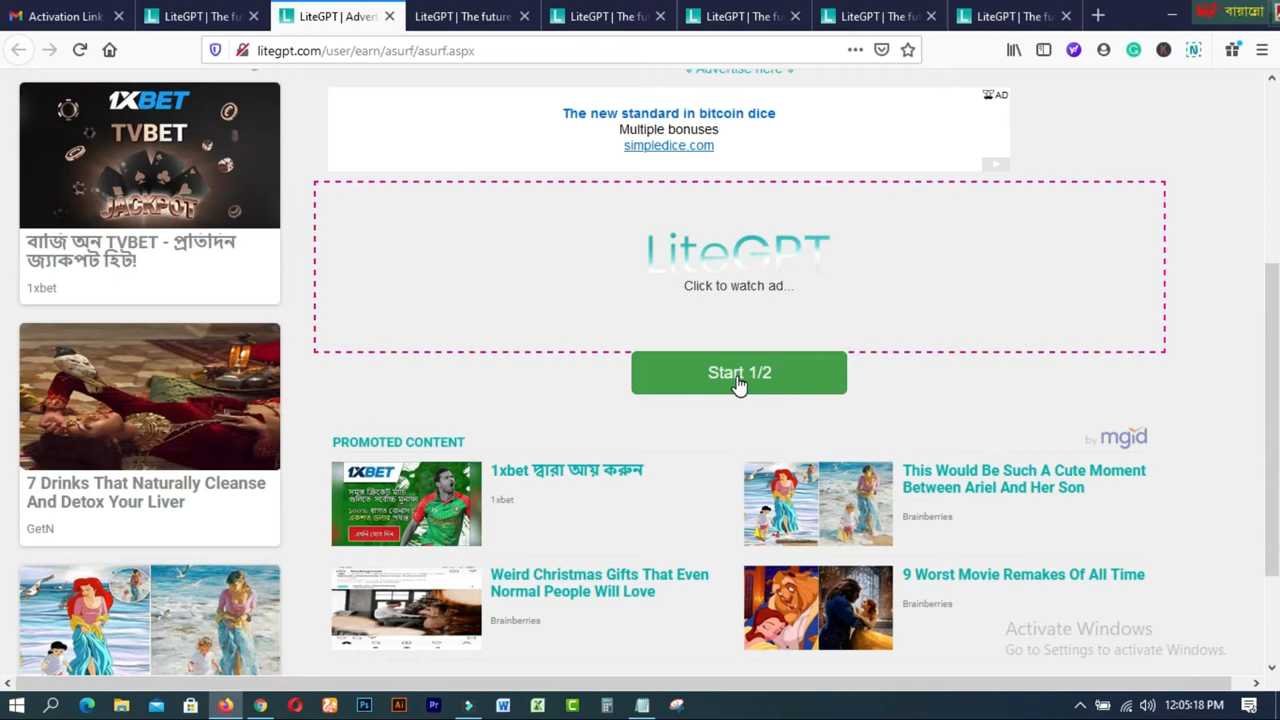 Activation Link
LiteGPT | The fu
LiteGPT | Advert
LiteGPT | The future
LiteGPT | The fu
LiteGPT | The fu
LiteGPT | The fu
LiteGPT | The fu
বায়ান্নো
litegpt.com/user/earn/asurf/asurf.aspx
Advertise here
AD
The new standard in bitcoin dice
Multiple bonuses
simpledice.com
1XBET
TVBET
JACKPOT
বাজি অন TVBET - প্রতিদিন
জ্যাকপট হিট!
1xbet
LiteGPT
Click to watch ad...
Start 1/2
7 Drinks That Naturally Cleanse
And Detox Your Liver
GetN
PROMOTED CONTENT
by mgid
1XBET
1xbet দ্বারা আয় করুন
1xbet
This Would Be Such A Cute Moment
Between Ariel And Her Son
Brainberries
Weird Christmas Gifts That Even
Normal People Will Love
Brainberries
9 Worst Movie Remakes Of All Time
Brainberries
Activate Windows
Go to Settings to activate Windows.
12:05:18 PM